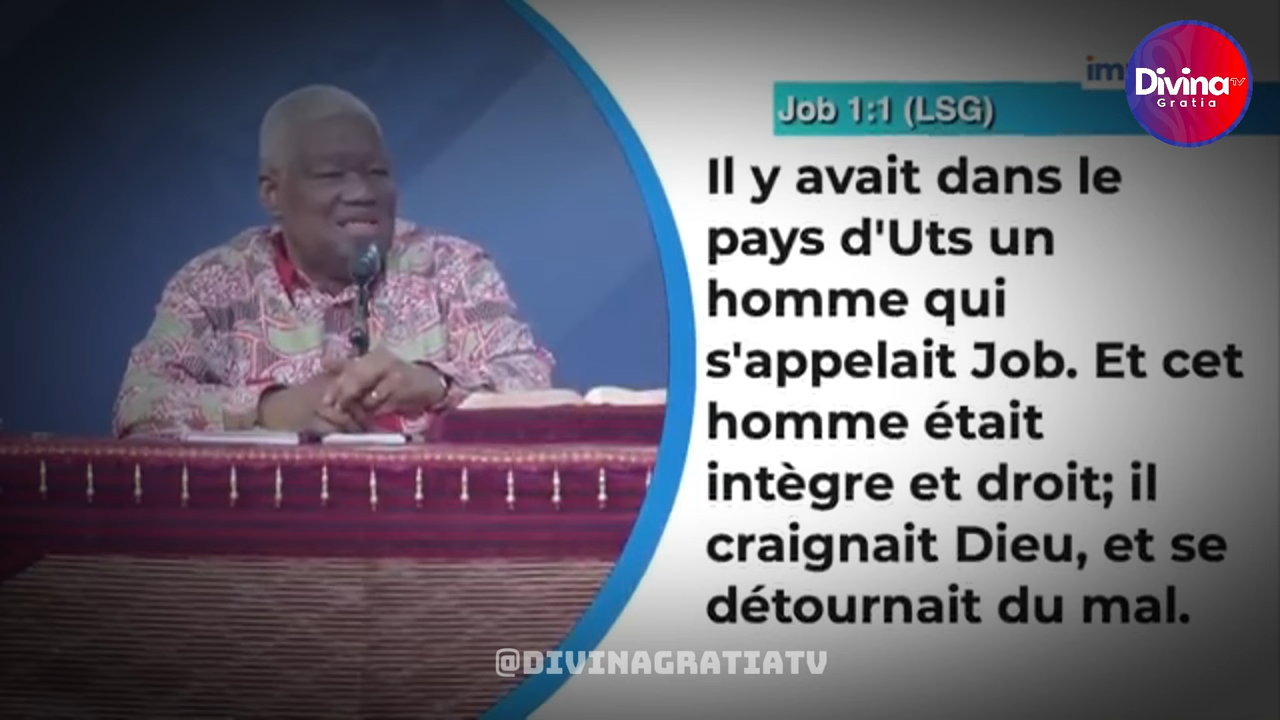 Divina TV
Gratia
Job 1:1 (LSG)
Il y avait dans le
pays d'Uts un
homme qui
s'appelait Job. Et cet
homme était
intègre et droit; il
craignait Dieu, et se
détournait du mal.
@DIVINAGRATIATV